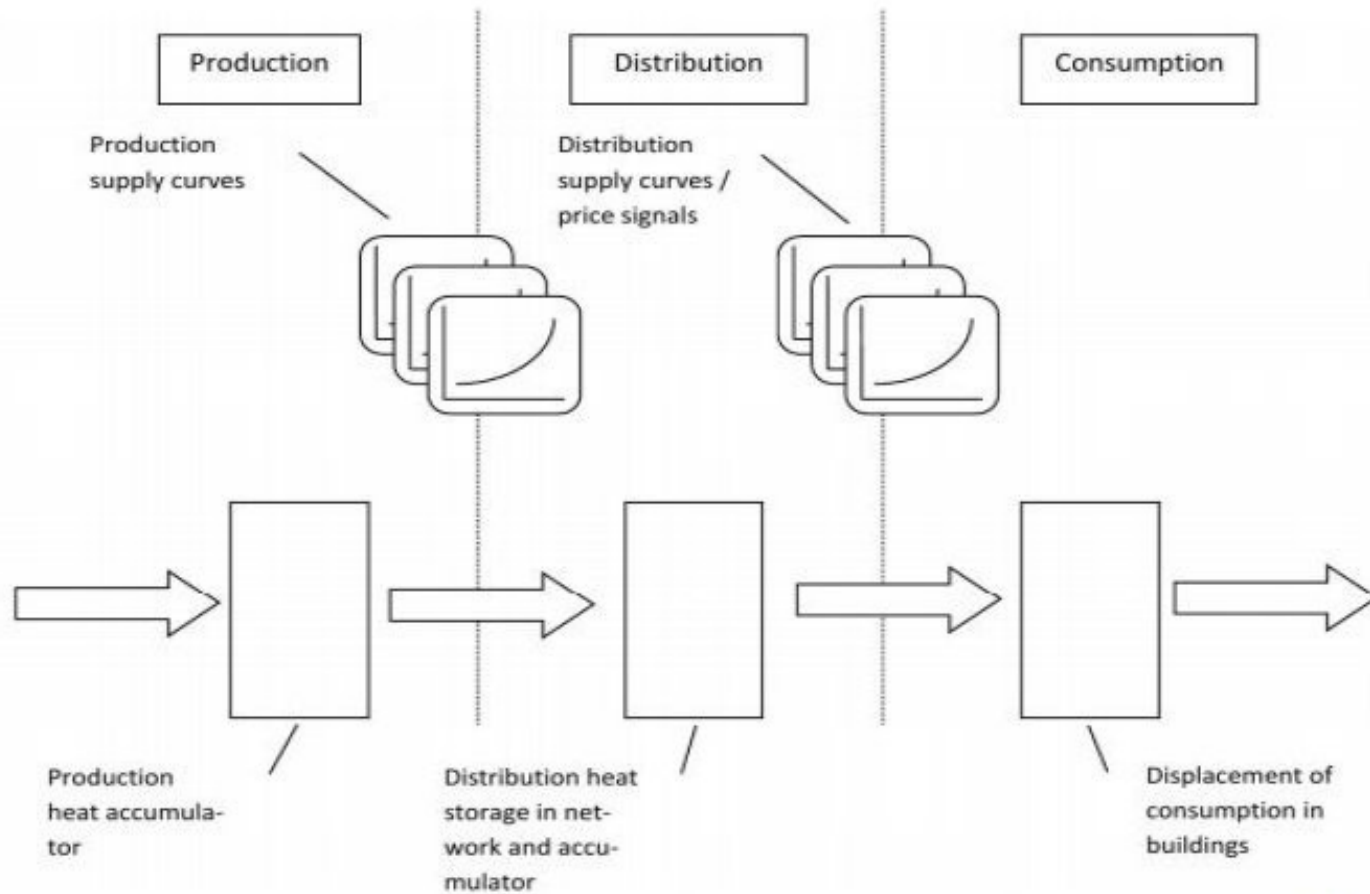 Production
Distribution
Consumption
Production
supply curves
Distribution
supply curves /
price signals
Production
heat accumula-
tor
Distribution heat
storage in net-
work and accu-
mulator
Displacement of
consumption in
buildings